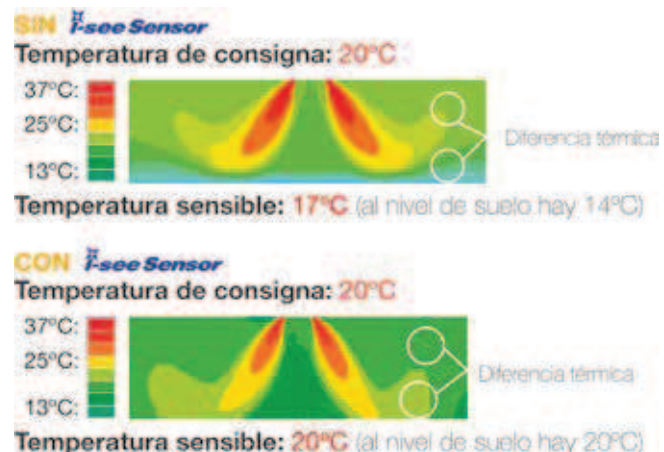 SIN i-see Sensor
Temperatura de consigna: 20°C
37°C:
25°C:
13°C:
Diferencia térmica
Temperatura sensible: 17°C (al nivel de suelo hay 14°C)
CON i-see Sensor
Temperatura de consigna: 20°C
37°C:
25°C:
13°C:
Diferencia térmica
Temperatura sensible: 20°C (al nivel de suelo hay 20°C)